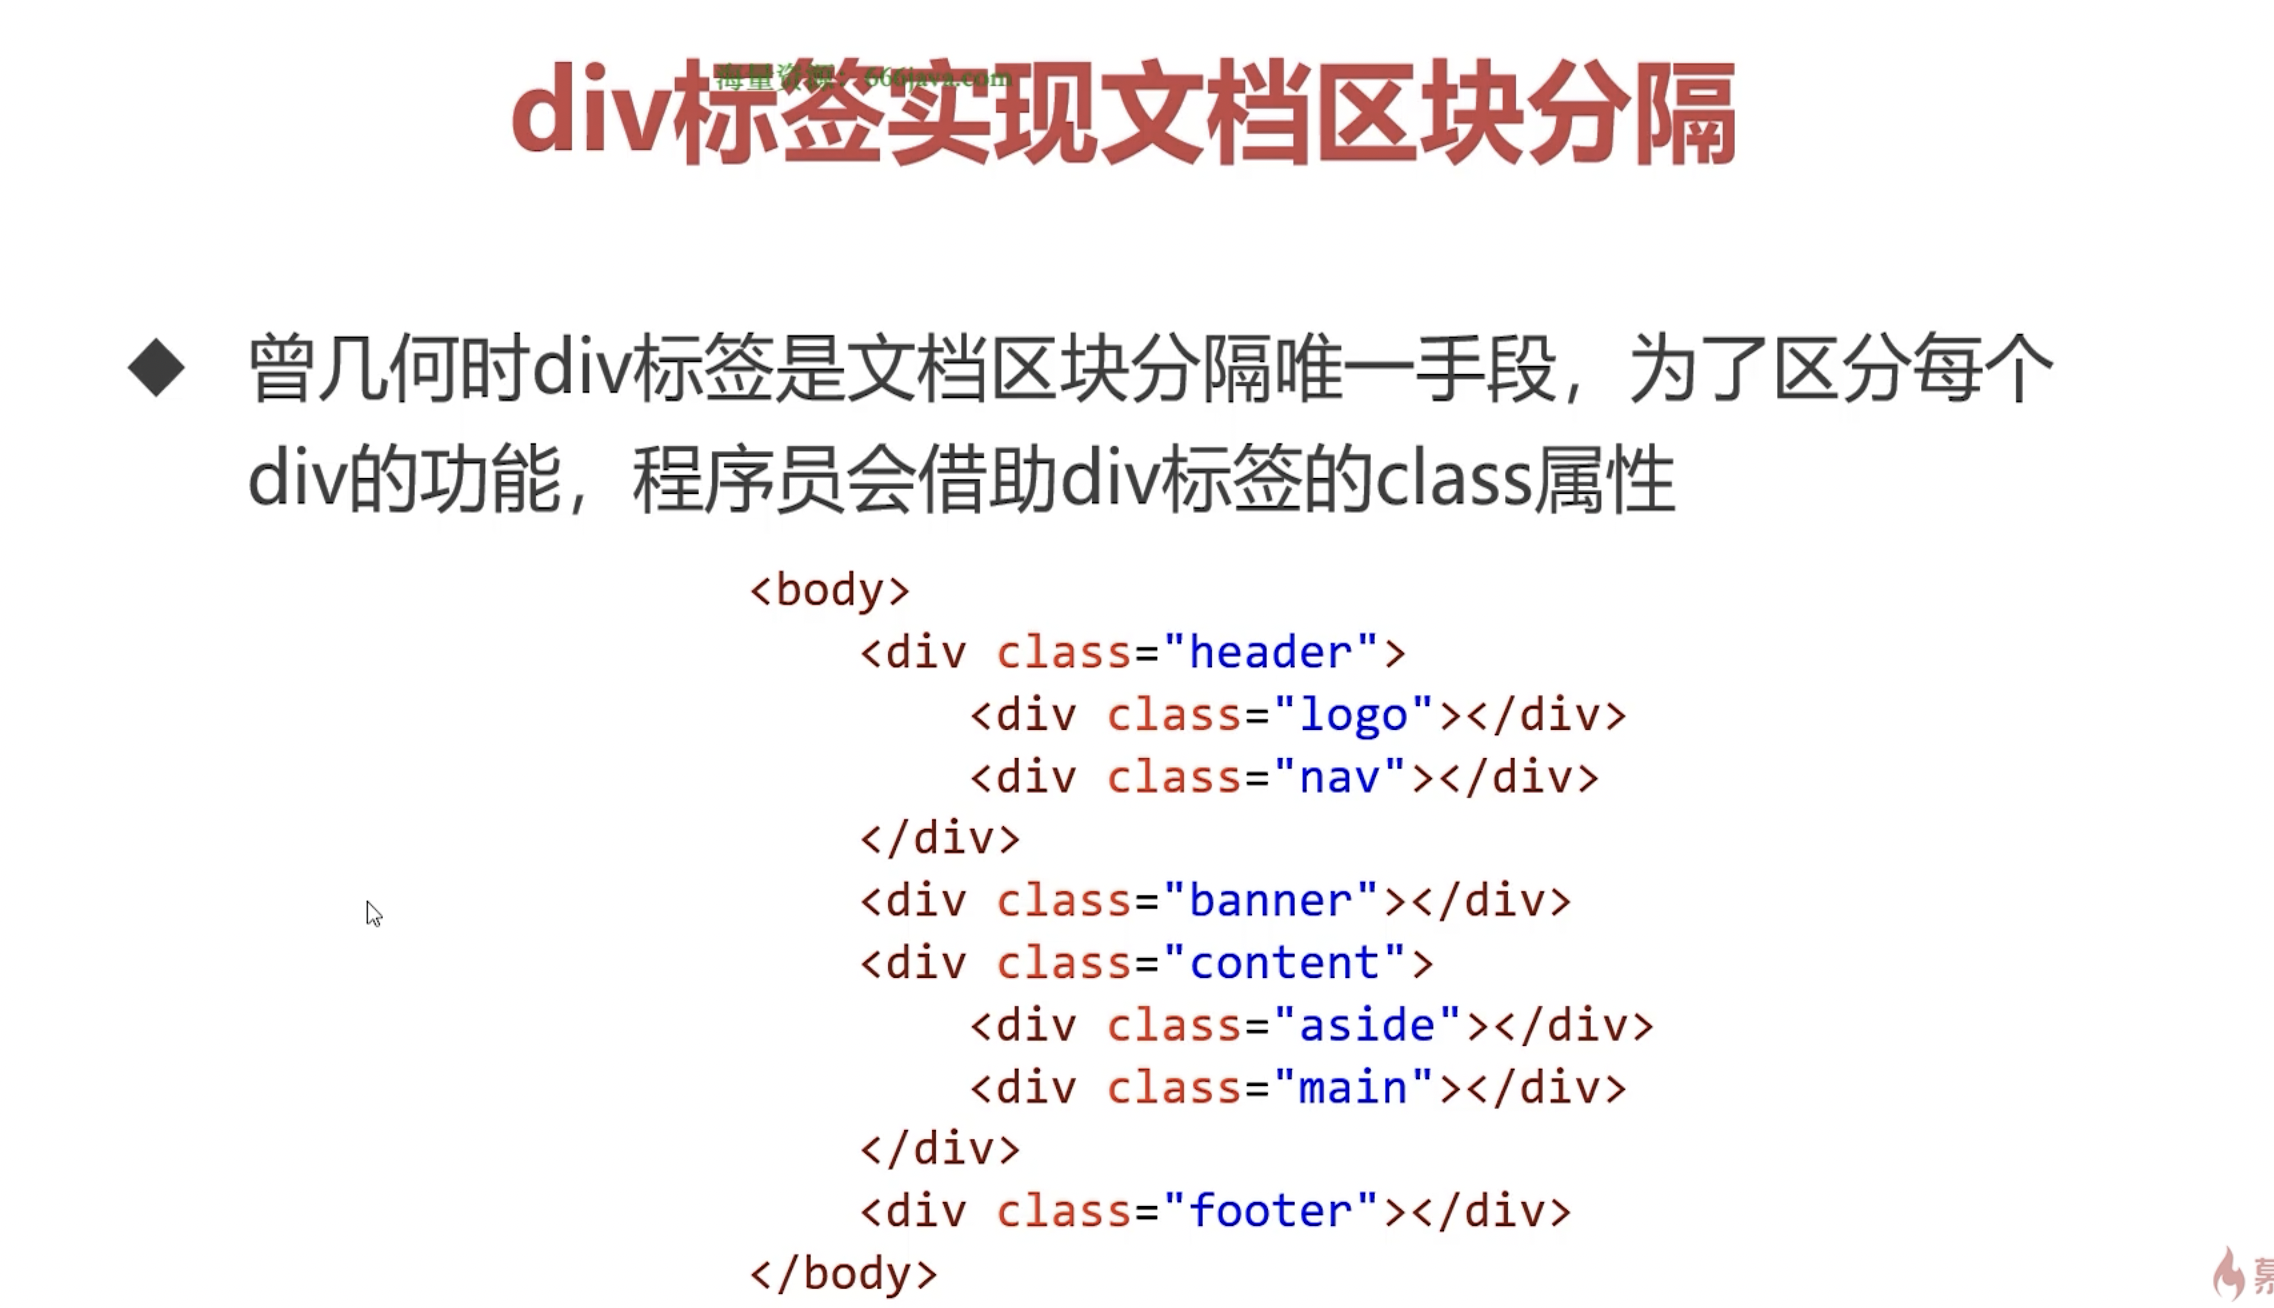 div标签实现文档区块分隔
海量资源：666java.com
◆ 曾几何时div标签是文档区块分隔唯一手段，为了区分每个
div的功能，程序员会借助div标签的class属性
<body>
    <div class="header">
        <div class="logo"></div>
        <div class="nav"></div>
    </div>
    <div class="banner"></div>
    <div class="content">
        <div class="aside"></div>
        <div class="main"></div>
    </div>
    <div class="footer"></div>
</body>